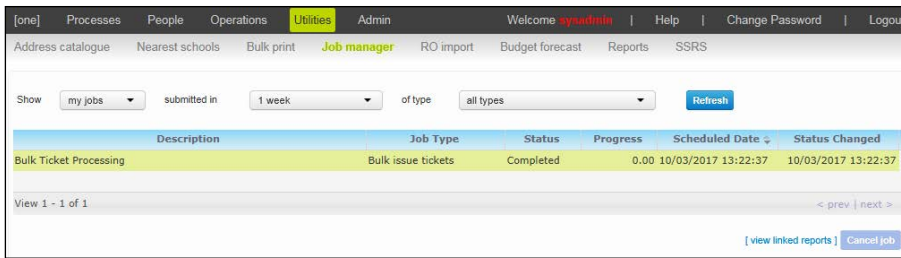 [one] Processes People Operations Utilities Admin Welcome sysadmin | Help | Change Password | Logou
Address catalogue Nearest schools Bulk print Job manager RO import Budget forecast Reports SSRS
Show my jobs submitted in 1 week of type all types Refresh
Description Job Type Status Progress Scheduled Date Status Changed
Bulk Ticket Processing Bulk issue tickets Completed 0.00 10/03/2017 13:22:37 10/03/2017 13:22:37
View 1 - 1 of 1 < prev | next >
[ view linked reports ] Cancel job